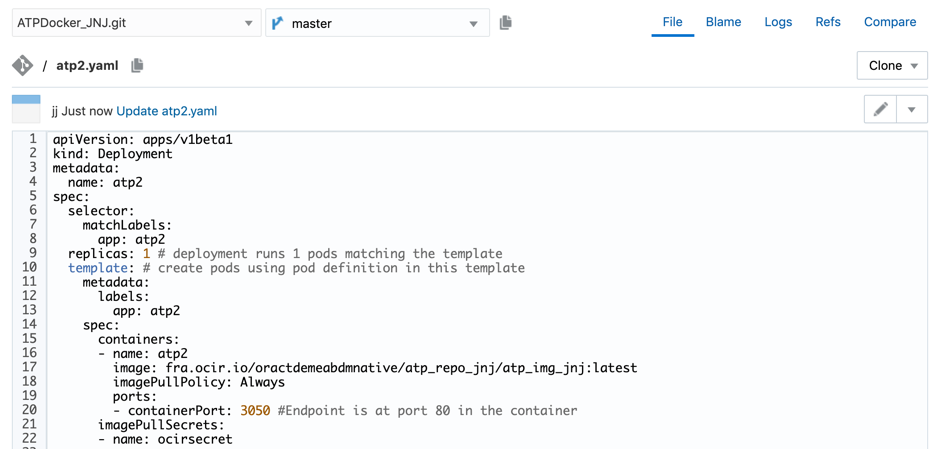 ATPDocker_JNJ.git master File Blame Logs Refs Compare
/ atp2.yaml Clone
jj Just now Update atp2.yaml
1 apiVersion: apps/v1beta1
2 kind: Deployment
3 metadata:
4   name: atp2
5 spec:
6   selector:
7     matchLabels:
8       app: atp2
9   replicas: 1 # deployment runs 1 pods matching the template
10   template: # create pods using pod definition in this template
11     metadata:
12       labels:
13         app: atp2
14     spec:
15       containers:
16       - name: atp2
17         image: fra.ocir.io/oractdemeabdmnative/atp_repo_jnj/atp_img_jnj:latest
18         imagePullPolicy: Always
19         ports:
20         - containerPort: 3050 #Endpoint is at port 80 in the container
21       imagePullSecrets:
22       - name: ocirsecret